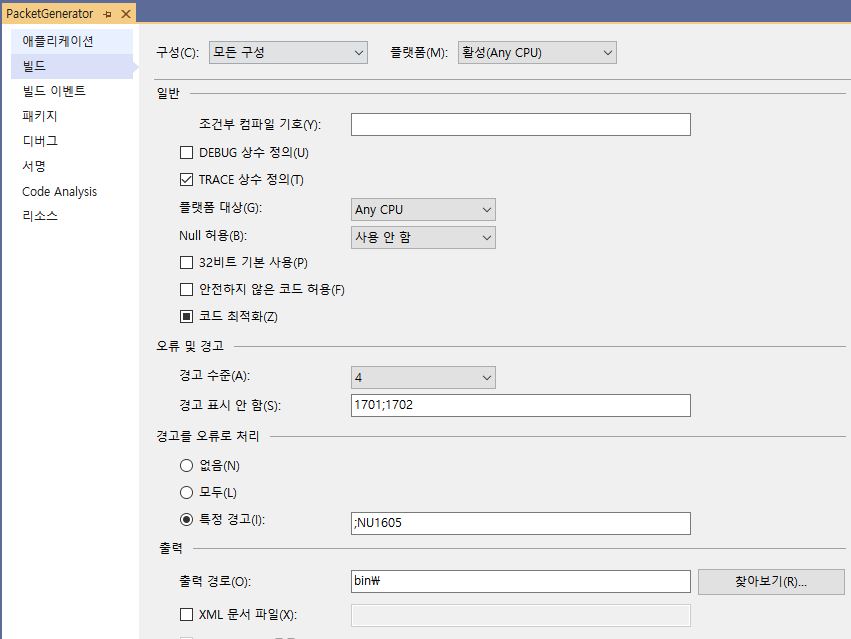 PacketGenerator
애플리케이션
빌드
빌드 이벤트
패키지
디버그
서명
Code Analysis
리소스
구성(C): 모든 구성 플랫폼(M): 활성(Any CPU)
일반
조건부 컴파일 기호(Y):
DEBUG 상수 정의(U)
TRACE 상수 정의(T)
플랫폼 대상(G): Any CPU
Null 허용(B): 사용 안 함
32비트 기본 사용(P)
안전하지 않은 코드 허용(F)
코드 최적화(Z)
오류 및 경고
경고 수준(A): 4
경고 표시 안 함(S): 1701;1702
경고를 오류로 처리
없음(N)
모두(L)
특정 경고(I): ;NU1605
출력
출력 경로(O): bin₩ 찾아보기(R)...
XML 문서 파일(X):